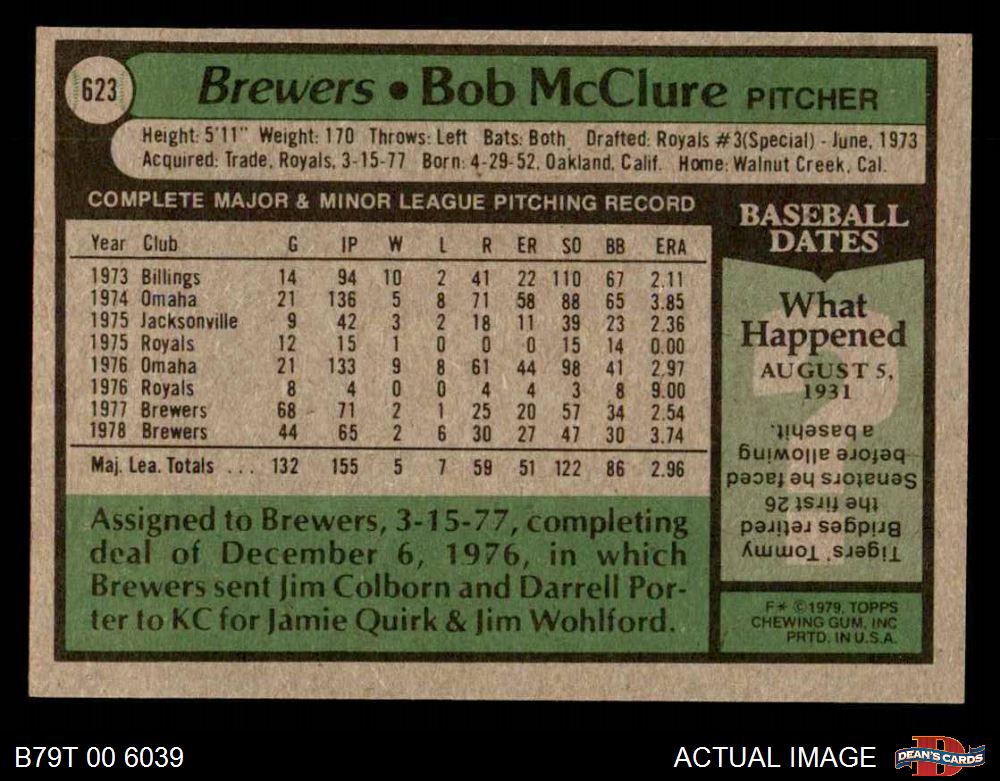 623
Brewers • Bob McClure PITCHER
Height: 5'11" Weight: 170 Throws: Left Bats: Both Drafted: Royals #3(Special) - June, 1973
Acquired: Trade, Royals, 3-15-77 Born: 4-29-52, Oakland, Calif. Home: Walnut Creek, Cal.
COMPLETE MAJOR & MINOR LEAGUE PITCHING RECORD
Year Club G IP W L R ER SO BB ERA
1973 Billings 14 94 10 2 41 22 110 67 2.11
1974 Omaha 21 136 5 8 71 58 88 65 3.85
1975 Jacksonville 9 42 3 2 18 11 39 23 2.36
1975 Royals 12 15 1 0 0 0 15 14 0.00
1976 Omaha 21 133 9 8 61 44 98 41 2.97
1976 Royals 8 4 0 0 4 4 3 8 9.00
1977 Brewers 68 71 2 1 25 20 57 34 2.54
1978 Brewers 44 65 2 6 30 27 47 30 3.74
Maj. Lea. Totals ... 132 155 5 7 59 51 122 86 2.96
Assigned to Brewers, 3-15-77, completing
deal of December 6, 1976, in which
Brewers sent Jim Colborn and Darrell Por-
ter to KC for Jamie Quirk & Jim Wohlford.
BASEBALL
DATES
What
Happened
AUGUST 5,
1931
?
Tigers' Tommy
Bridges retired
the first 26
Senators he faced
before allowing
a basehit.
F* © 1979, TOPPS
CHEWING GUM, INC
PRTD. IN U.S.A.
B79T 00 6039
ACTUAL IMAGE
D
DEAN'S CARDS